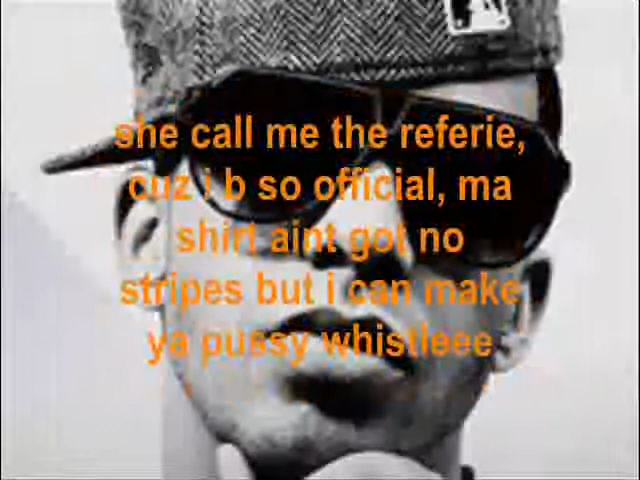 she call me the referie,
cuz i b so official, ma
shirt aint got no
stripes but i can make
ya pussy whistleee